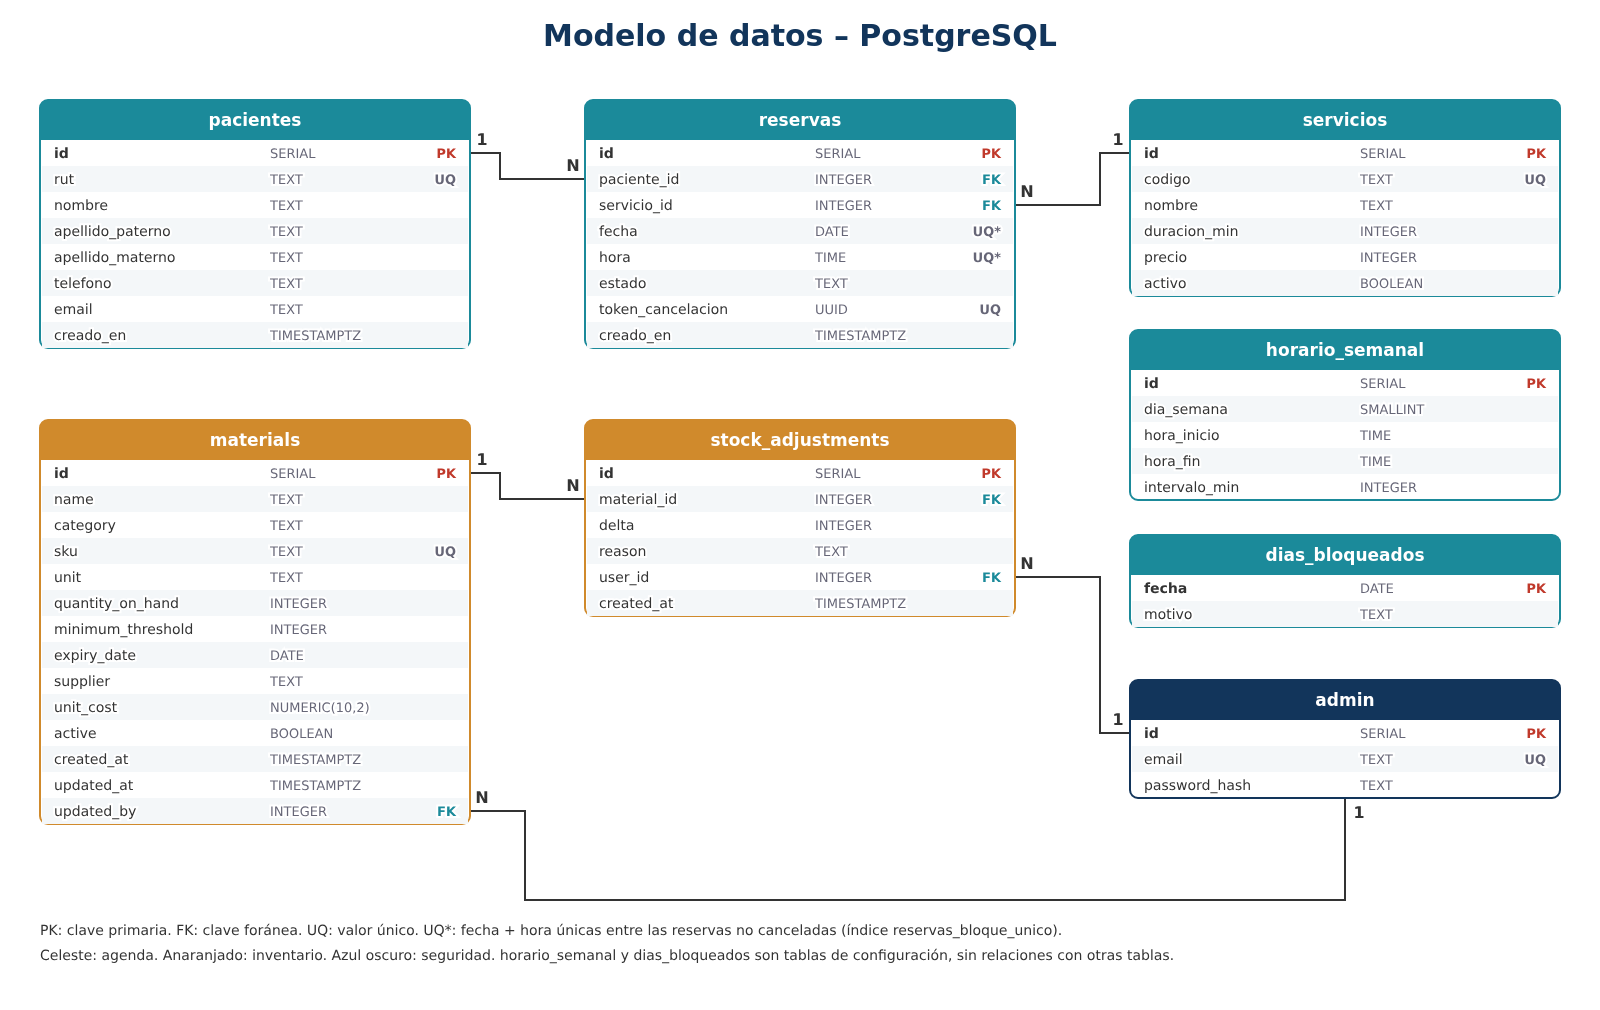 Modelo de datos – PostgreSQL
pacientes
id SERIAL PK
rut TEXT UQ
nombre TEXT
apellido_paterno TEXT
apellido_materno TEXT
telefono TEXT
email TEXT
creado_en TIMESTAMPTZ
1
N
reservas
id SERIAL PK
paciente_id INTEGER FK
servicio_id INTEGER FK
fecha DATE UQ*
hora TIME UQ*
estado TEXT
token_cancelacion UUID UQ
creado_en TIMESTAMPTZ
N
1
servicios
id SERIAL PK
codigo TEXT UQ
nombre TEXT
duracion_min INTEGER
precio INTEGER
activo BOOLEAN
horario_semanal
id SERIAL PK
dia_semana SMALLINT
hora_inicio TIME
hora_fin TIME
intervalo_min INTEGER
materials
id SERIAL PK
name TEXT
category TEXT
sku TEXT UQ
unit TEXT
quantity_on_hand INTEGER
minimum_threshold INTEGER
expiry_date DATE
supplier TEXT
unit_cost NUMERIC(10,2)
active BOOLEAN
created_at TIMESTAMPTZ
updated_at TIMESTAMPTZ
updated_by INTEGER FK
1
N
N
stock_adjustments
id SERIAL PK
material_id INTEGER FK
delta INTEGER
reason TEXT
user_id INTEGER FK
created_at TIMESTAMPTZ
N
1
dias_bloqueados
fecha DATE PK
motivo TEXT
admin
id SERIAL PK
email TEXT UQ
password_hash TEXT
1
PK: clave primaria. FK: clave foránea. UQ: valor único. UQ*: fecha + hora únicas entre las reservas no canceladas (índice reservas_bloque_unico).
Celeste: agenda. Anaranjado: inventario. Azul oscuro: seguridad. horario_semanal y dias_bloqueados son tablas de configuración, sin relaciones con otras tablas.